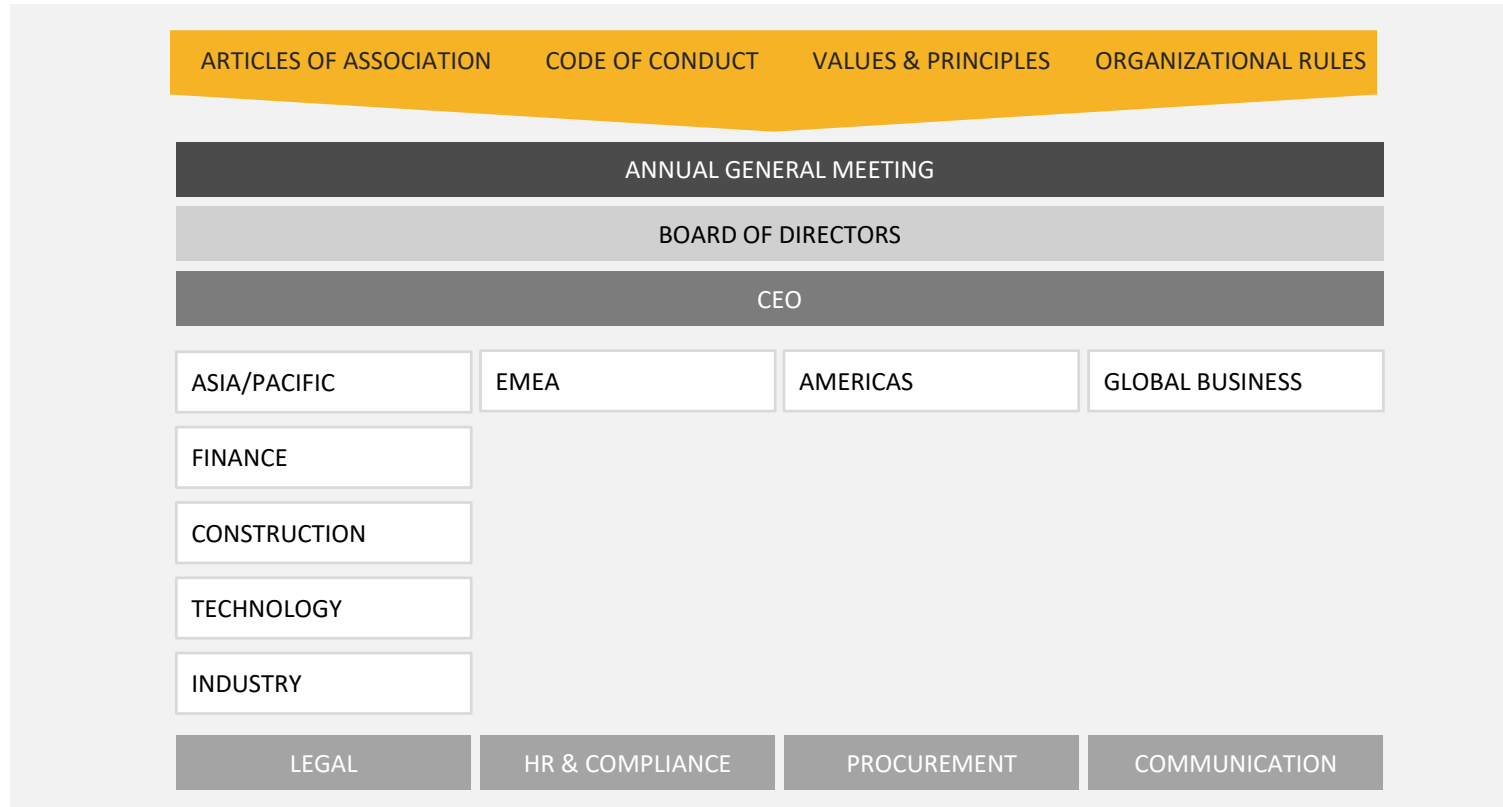 ARTICLES OF ASSOCIATION CODE OF CONDUCT VALUES & PRINCIPLES ORGANIZATIONAL RULES
ANNUAL GENERAL MEETING
BOARD OF DIRECTORS
CEO
ASIA/PACIFIC EMEA AMERICAS GLOBAL BUSINESS
FINANCE
CONSTRUCTION
TECHNOLOGY
INDUSTRY
LEGAL HR & COMPLIANCE PROCUREMENT COMMUNICATION